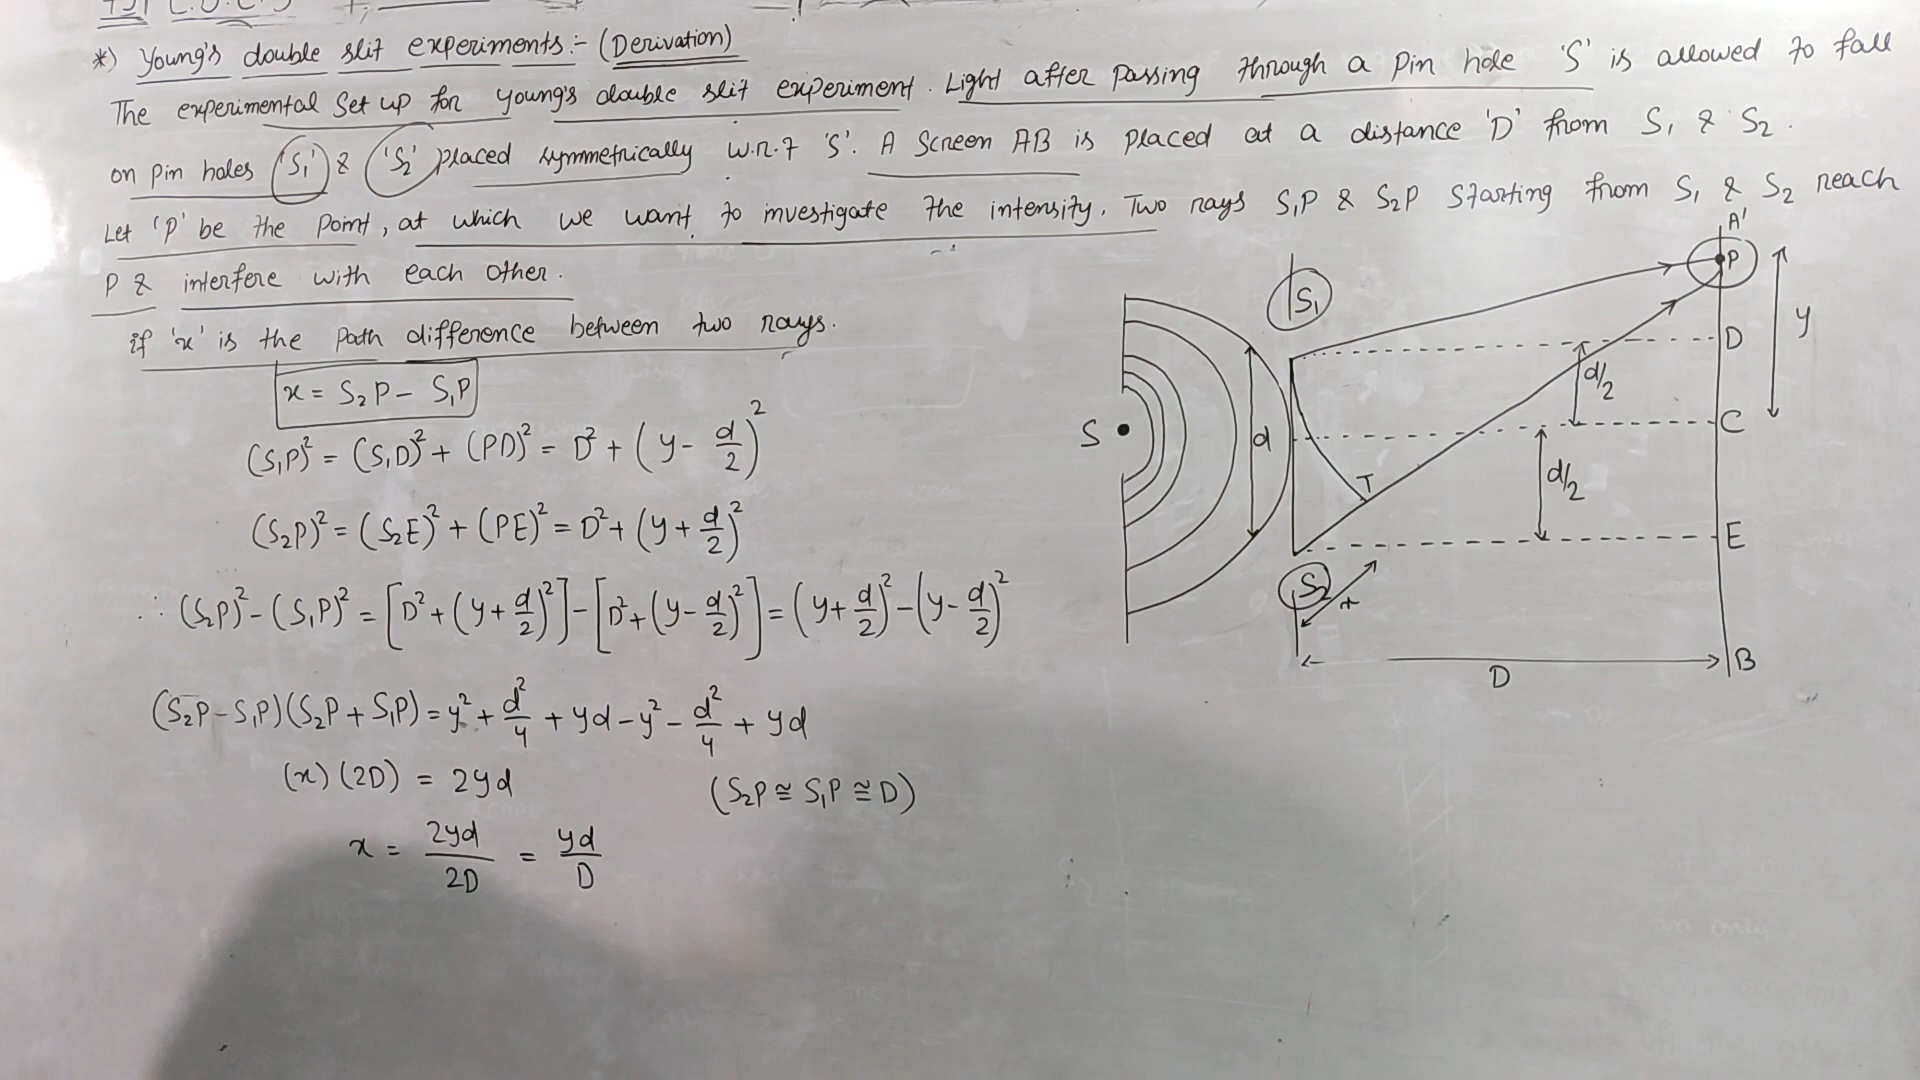 *) Young's double slit experiments:- (Derivation)
The experimental set up for young's double slit experiment. Light after passing through a pin hole 'S' is allowed to fall
on pin holes 'S₁' & 'S₂' placed symmetrically w.r.t 'S'. A Screen AB is placed at a distance 'D' from S₁ & S₂.
Let 'P' be the point, at which we want to investigate the intensity. Two rays S₁P & S₂P starting from S₁ & S₂ reach
P & interfere with each other.
if 'x' is the path difference between two rays.
x = S₂P - S₁P
(S₁P)² = (S₁D)² + (PD)² = D² + (y - d/2)²
(S₂P)² = (S₂E)² + (PE)² = D² + (y + d/2)²
∴ (S₂P)² - (S₁P)² = [D² + (y + d/2)²] - [D² + (y - d/2)²] = (y + d/2)² - (y - d/2)²
(S₂P - S₁P)(S₂P + S₁P) = y² + d²/4 + yd - y² - d²/4 + yd
(x)(2D) = 2yd (S₂P ≅ S₁P ≅ D)
x = 2yd/2D = yd/D
A'
P
S₁
y
D
d/2
S
d
C
T
d/2
E
S₂
x
D
B